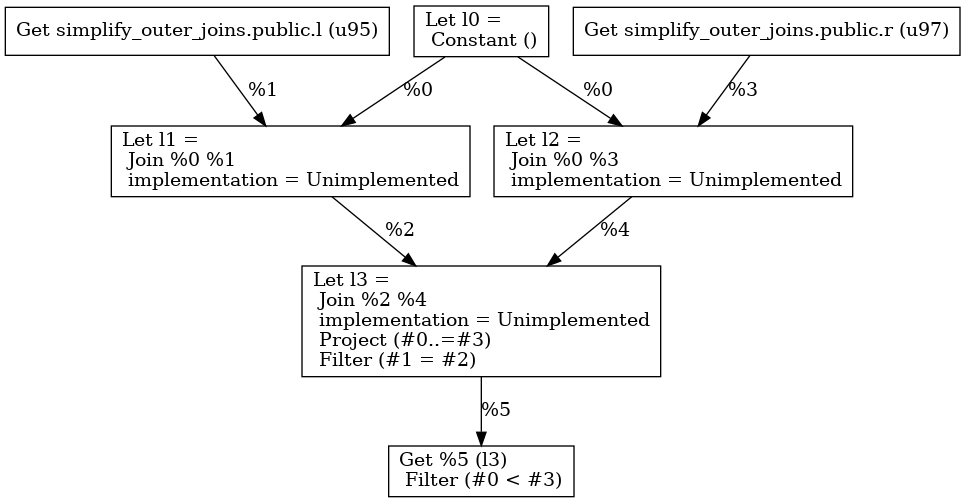 Get simplify_outer_joins.public.l (u95)
Let l0 =
Constant ()
Get simplify_outer_joins.public.r (u97)
%1
%0
%0
%3
Let l1 =
Join %0 %1
implementation = Unimplemented
Let l2 =
Join %0 %3
implementation = Unimplemented
%2
%4
Let l3 =
Join %2 %4
implementation = Unimplemented
Project (#0..=#3)
Filter (#1 = #2)
%5
Get %5 (l3)
Filter (#0 < #3)